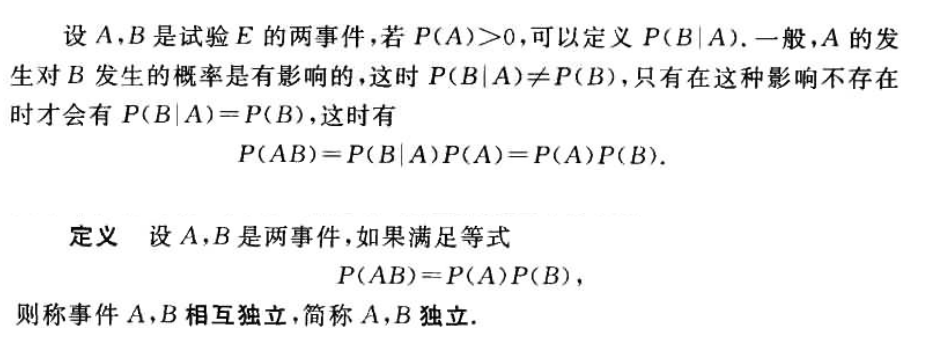 设 A,B 是试验 E 的两事件,若 P(A)>0,可以定义 P(B|A).一般,A 的发
生对 B 发生的概率是有影响的,这时 P(B|A)≠P(B),只有在这种影响不存在
时才会有 P(B|A)=P(B),这时有
P(AB)=P(B|A)P(A)=P(A)P(B).
定义 设 A,B 是两事件,如果满足等式
P(AB)=P(A)P(B),
则称事件 A,B 相互独立,简称 A,B 独立.